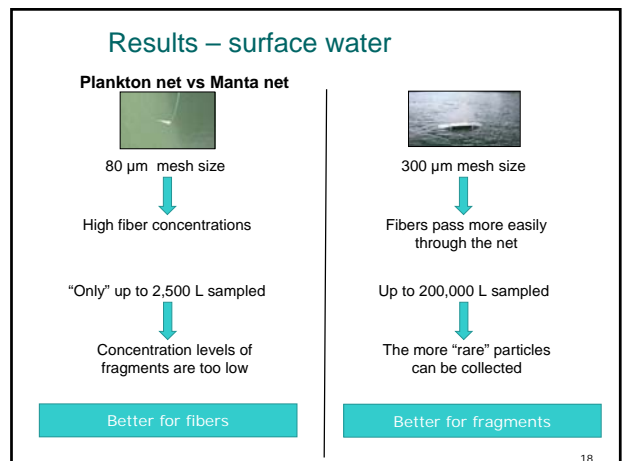 Results – surface water
Plankton net vs Manta net
80 µm  mesh size
High fiber concentrations
“Only” up to 2,500 L sampled
Concentration levels of
fragments are too low
Better for fibers
300 µm mesh size
Fibers pass more easily
through the net
Up to 200,000 L sampled
The more “rare” particles
can be collected
Better for fragments
18